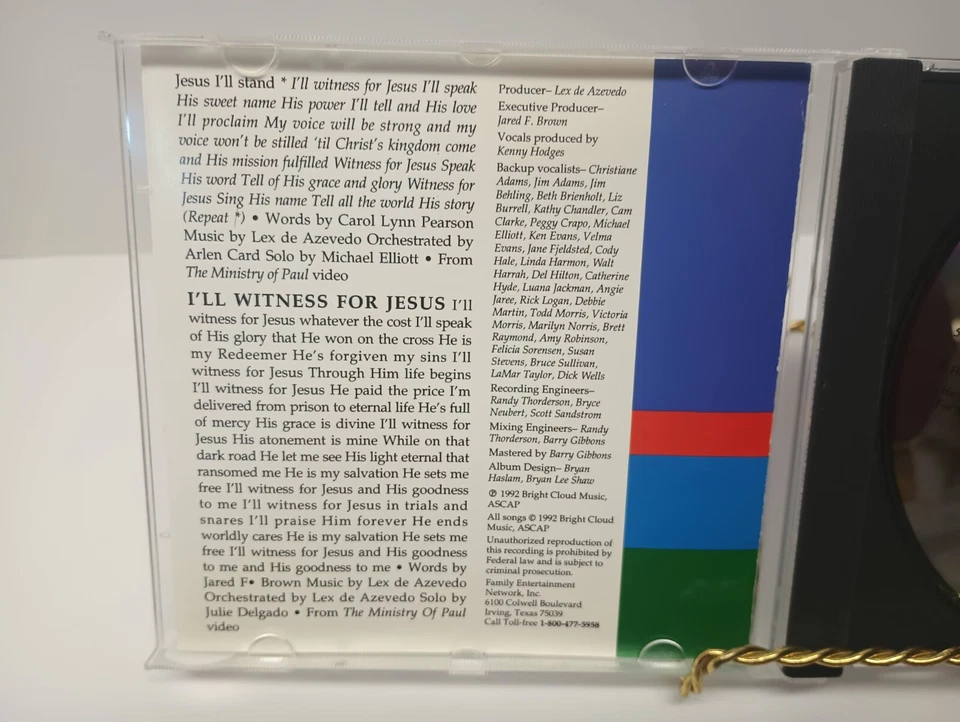 Jesus I'll stand * I'll witness for Jesus I'll speak
His sweet name His power I'll tell and His love
I'll proclaim My voice will be strong and my
voice won't be stilled 'til Christ's kingdom come
and His mission fulfilled Witness for Jesus Speak
His word Tell of His grace and glory Witness for
Jesus Sing His name Tell all the world His story
(Repeat *) • Words by Carol Lynn Pearson
Music by Lex de Azevedo Orchestrated by
Arlen Card Solo by Michael Elliott • From
The Ministry of Paul video
I'LL WITNESS FOR JESUS I'll
witness for Jesus whatever the cost I'll speak
of His glory that He won on the cross He is
my Redeemer He's forgiven my sins I'll
witness for Jesus Through Him life begins
I'll witness for Jesus He paid the price I'm
delivered from prison to eternal life He's full
of mercy His grace is divine I'll witness for
Jesus His atonement is mine While on that
dark road He let me see His light eternal that
ransomed me He is my salvation He sets me
free I'll witness for Jesus and His goodness
to me I'll witness for Jesus in trials and
snares I'll praise Him forever He ends
worldly cares He is my salvation He sets me
free I'll witness for Jesus and His goodness
to me and His goodness to me • Words by
Jared F• Brown Music by Lex de Azevedo
Orchestrated by Lex de Azevedo Solo by
Julie Delgado • From The Ministry Of Paul
video
Producer– Lex de Azevedo
Executive Producer–
Jared F. Brown
Vocals produced by
Kenny Hodges
Backup vocalists– Christiane
Adams, Jim Adams, Jim
Behling, Beth Brienholt, Liz
Burrell, Kathy Chandler, Cam
Clarke, Peggy Crapo, Michael
Elliott, Ken Evans, Velma
Evans, Jane Fjeldsted, Cody
Hale, Linda Harmon, Walt
Harrah, Del Hilton, Catherine
Hyde, Luana Jackman, Angie
Jaree, Rick Logan, Debbie
Martin, Todd Morris, Victoria
Morris, Marilyn Norris, Brett
Raymond, Amy Robinson,
Felicia Sorensen, Susan
Stevens, Bruce Sullivan,
LaMar Taylor, Dick Wells
Recording Engineers–
Randy Thorderson, Bryce
Neubert, Scott Sandstrom
Mixing Engineers– Randy
Thorderson, Barry Gibbons
Mastered by Barry Gibbons
Album Design– Bryan
Haslam, Bryan Lee Shaw
℗ 1992 Bright Cloud Music,
ASCAP
All songs © 1992 Bright Cloud
Music, ASCAP
Unauthorized reproduction of
this recording is prohibited by
Federal law and is subject to
criminal prosecution.
Family Entertainment
Network, Inc.
6100 Colwell Boulevard
Irving, Texas 75039
Call Toll-free 1-800-477-5958